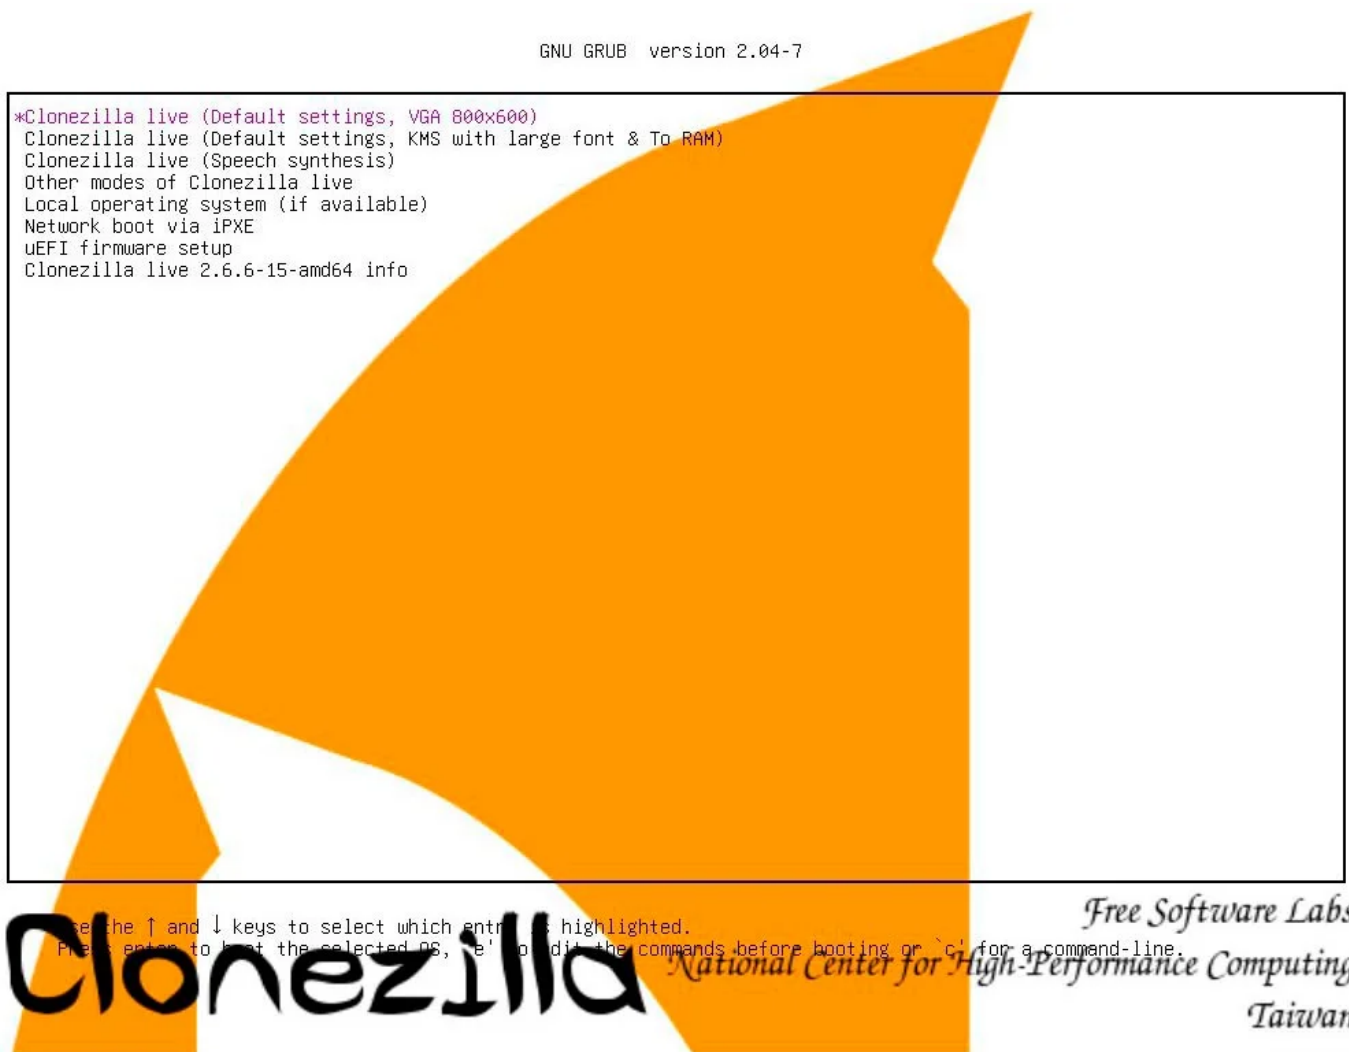 GNU GRUB version 2.04-7
*Clonezilla live (Default settings, VGA 800x600)
Clonezilla live (Default settings, KMS with large font & To RAM)
Clonezilla live (Speech synthesis)
Other modes of Clonezilla live
Local operating system (if available)
Network boot via iPXE
uEFI firmware setup
Clonezilla live 2.6.6-15-amd64 info
the ↑ and ↓ keys to select which highlighted.
to the selected OS, the commands before booting or `c' for a command-line.
Clonezilla
Free Software Labs
National Center for High-Performance Computing
Taiwan